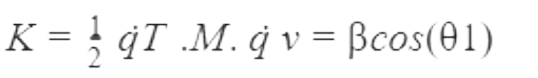 K = ½ q̇T .M. q̇ v = βcos(θ1)